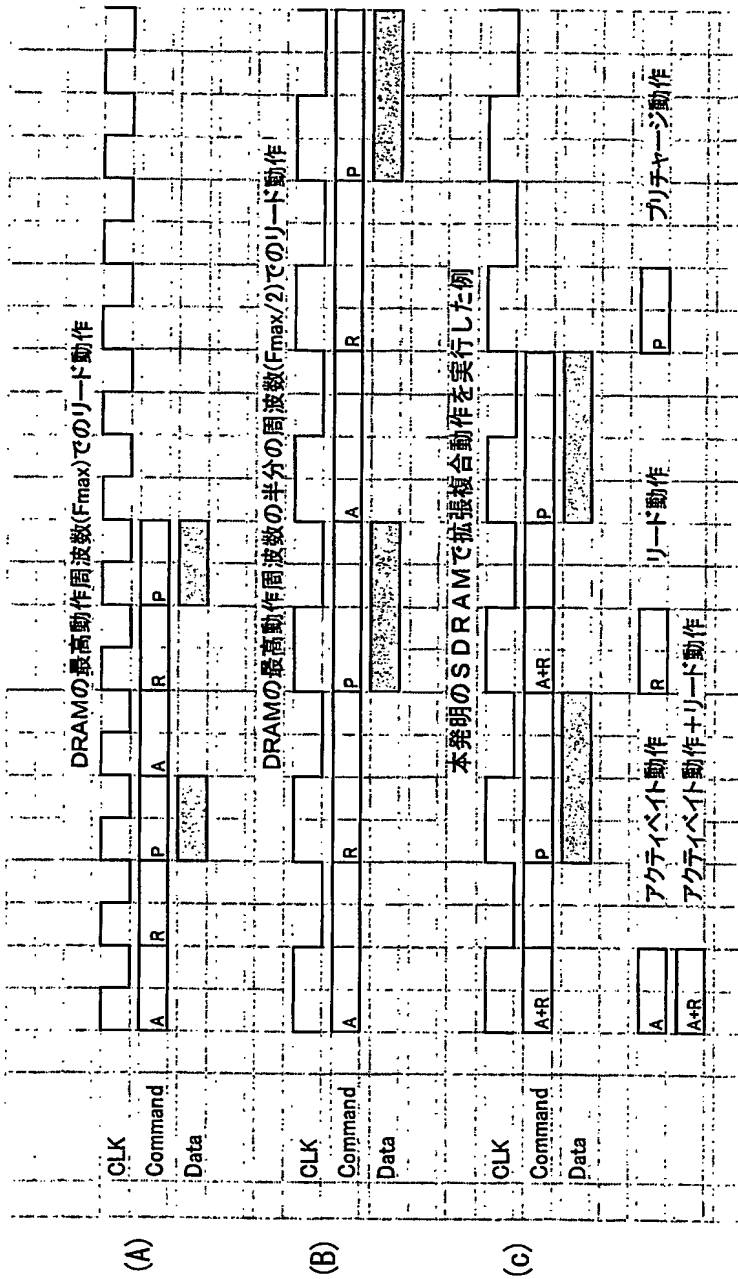 DRAMの最高動作周波数(Fmax)でのリード動作
(A)
CLK
Command A R P A R P
Data
DRAMの最高動作周波数の半分の周波数(Fmax/2)でのリード動作
(B)
CLK
Command A R P A R P
Data
本発明のSDRAMで拡張複合動作を実行した例
(c)
CLK
Command A+R P A+R P
Data
A アクティベイト動作 R リード動作 P プリチャージ動作
A+R アクティベイト動作+リード動作